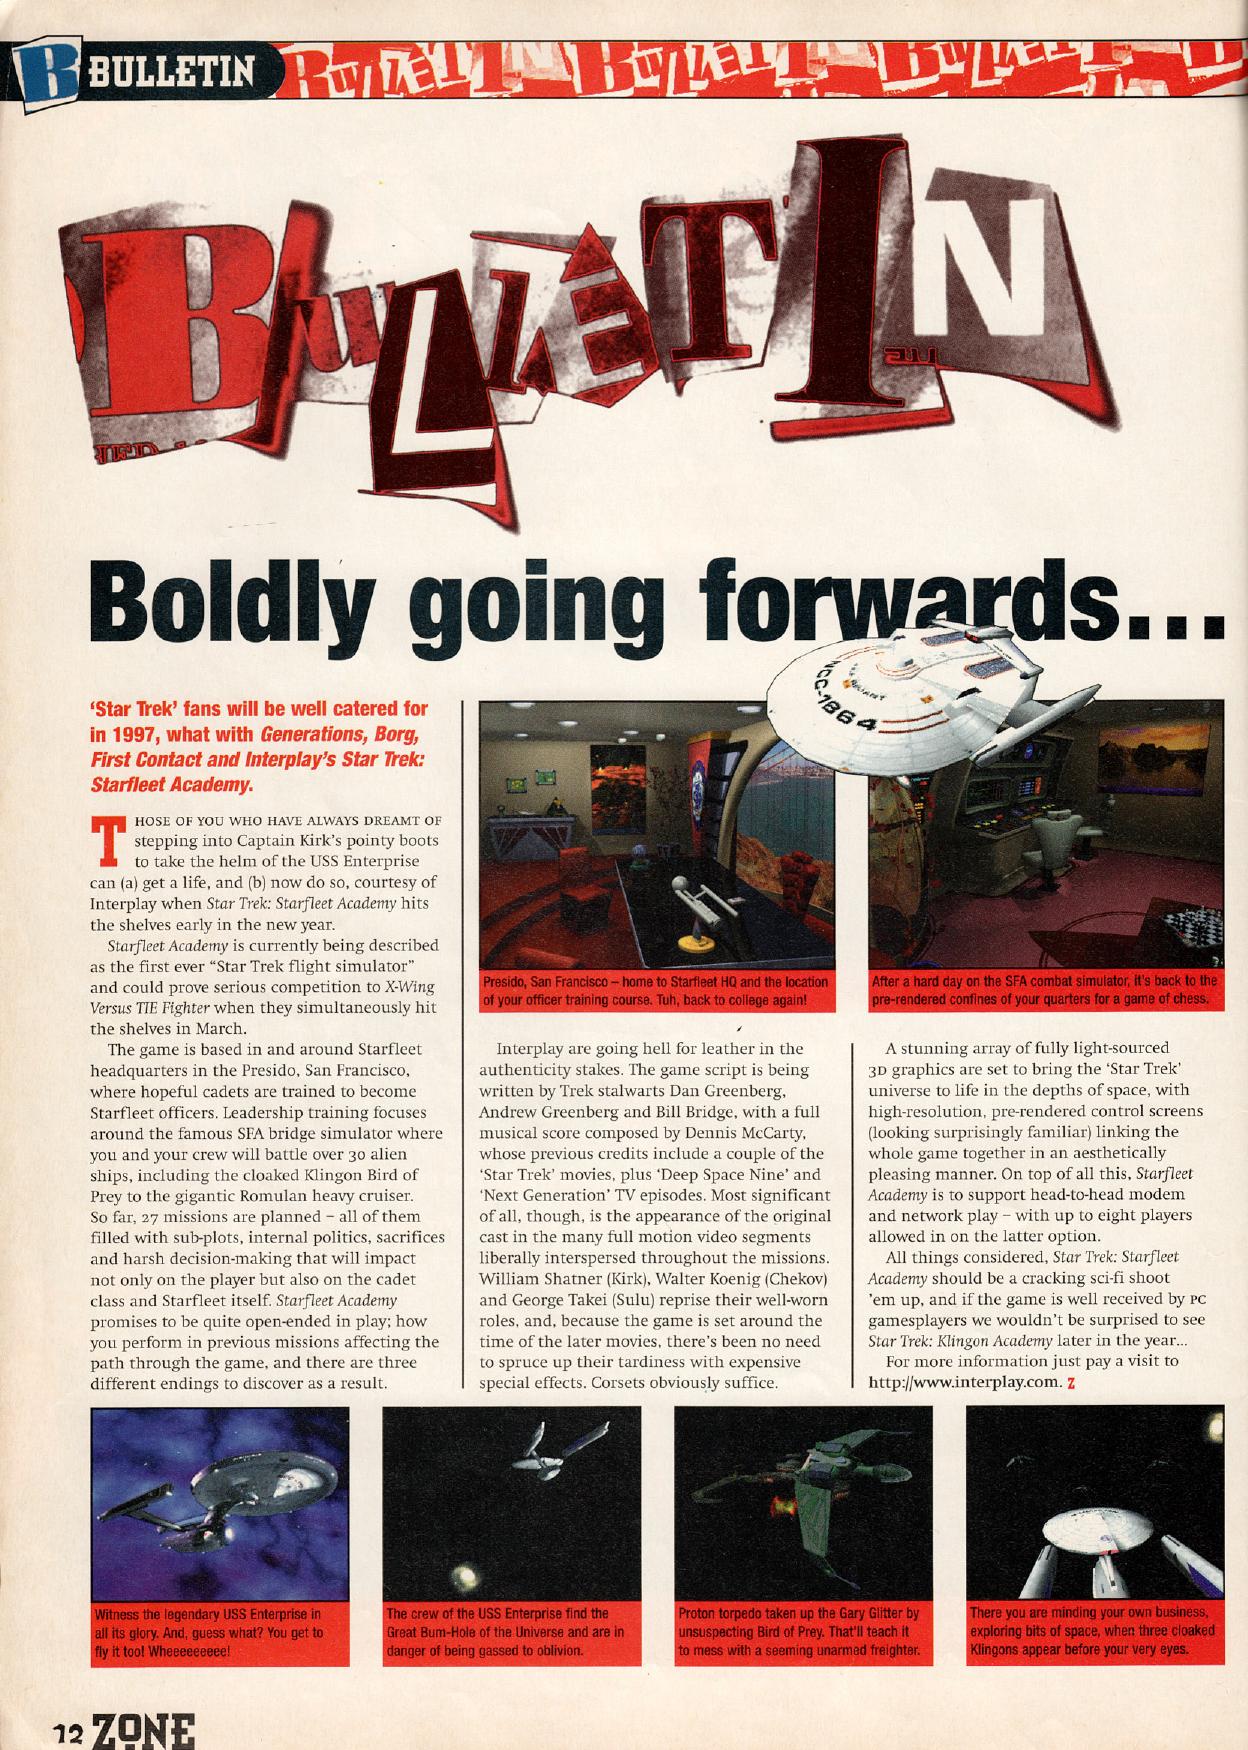 B BULLETIN
BULLETIN BULLETIN BULLETIN
BULLETIN
Boldly going forwards...
NCC-1864
'Star Trek' fans will be well catered for
in 1997, what with Generations, Borg,
First Contact and Interplay's Star Trek:
Starfleet Academy.
THOSE OF YOU WHO HAVE ALWAYS DREAMT OF
stepping into Captain Kirk's pointy boots
to take the helm of the USS Enterprise
can (a) get a life, and (b) now do so, courtesy of
Interplay when Star Trek: Starfleet Academy hits
the shelves early in the new year.
Starfleet Academy is currently being described
as the first ever "Star Trek flight simulator"
and could prove serious competition to X-Wing
Versus TIE Fighter when they simultaneously hit
the shelves in March.
The game is based in and around Starfleet
headquarters in the Presido, San Francisco,
where hopeful cadets are trained to become
Starfleet officers. Leadership training focuses
around the famous SFA bridge simulator where
you and your crew will battle over 30 alien
ships, including the cloaked Klingon Bird of
Prey to the gigantic Romulan heavy cruiser.
So far, 27 missions are planned – all of them
filled with sub-plots, internal politics, sacrifices
and harsh decision-making that will impact
not only on the player but also on the cadet
class and Starfleet itself. Starfleet Academy
promises to be quite open-ended in play; how
you perform in previous missions affecting the
path through the game, and there are three
different endings to discover as a result.
Presido, San Francisco – home to Starfleet HQ and the location
of your officer training course. Tuh, back to college again!
After a hard day on the SFA combat simulator, it's back to the
pre-rendered confines of your quarters for a game of chess.
Interplay are going hell for leather in the
authenticity stakes. The game script is being
written by Trek stalwarts Dan Greenberg,
Andrew Greenberg and Bill Bridge, with a full
musical score composed by Dennis McCarty,
whose previous credits include a couple of the
'Star Trek' movies, plus 'Deep Space Nine' and
'Next Generation' TV episodes. Most significant
of all, though, is the appearance of the original
cast in the many full motion video segments
liberally interspersed throughout the missions.
William Shatner (Kirk), Walter Koenig (Chekov)
and George Takei (Sulu) reprise their well-worn
roles, and, because the game is set around the
time of the later movies, there's been no need
to spruce up their tardiness with expensive
special effects. Corsets obviously suffice.
A stunning array of fully light-sourced
3D graphics are set to bring the 'Star Trek'
universe to life in the depths of space, with
high-resolution, pre-rendered control screens
(looking surprisingly familiar) linking the
whole game together in an aesthetically
pleasing manner. On top of all this, Starfleet
Academy is to support head-to-head modem
and network play – with up to eight players
allowed in on the latter option.
All things considered, Star Trek: Starfleet
Academy should be a cracking sci-fi shoot
'em up, and if the game is well received by PC
gamesplayers we wouldn't be surprised to see
Star Trek: Klingon Academy later in the year...
For more information just pay a visit to
http://www.interplay.com. Z
Witness the legendary USS Enterprise in
all its glory. And, guess what? You get to
fly it too! Wheeeeeeeee!
The crew of the USS Enterprise find the
Great Bum-Hole of the Universe and are in
danger of being gassed to oblivion.
Proton torpedo taken up the Gary Glitter by
unsuspecting Bird of Prey. That'll teach it
to mess with a seeming unarmed freighter.
There you are minding your own business,
exploring bits of space, when three cloaked
Klingons appear before your very eyes.
12 ZONE